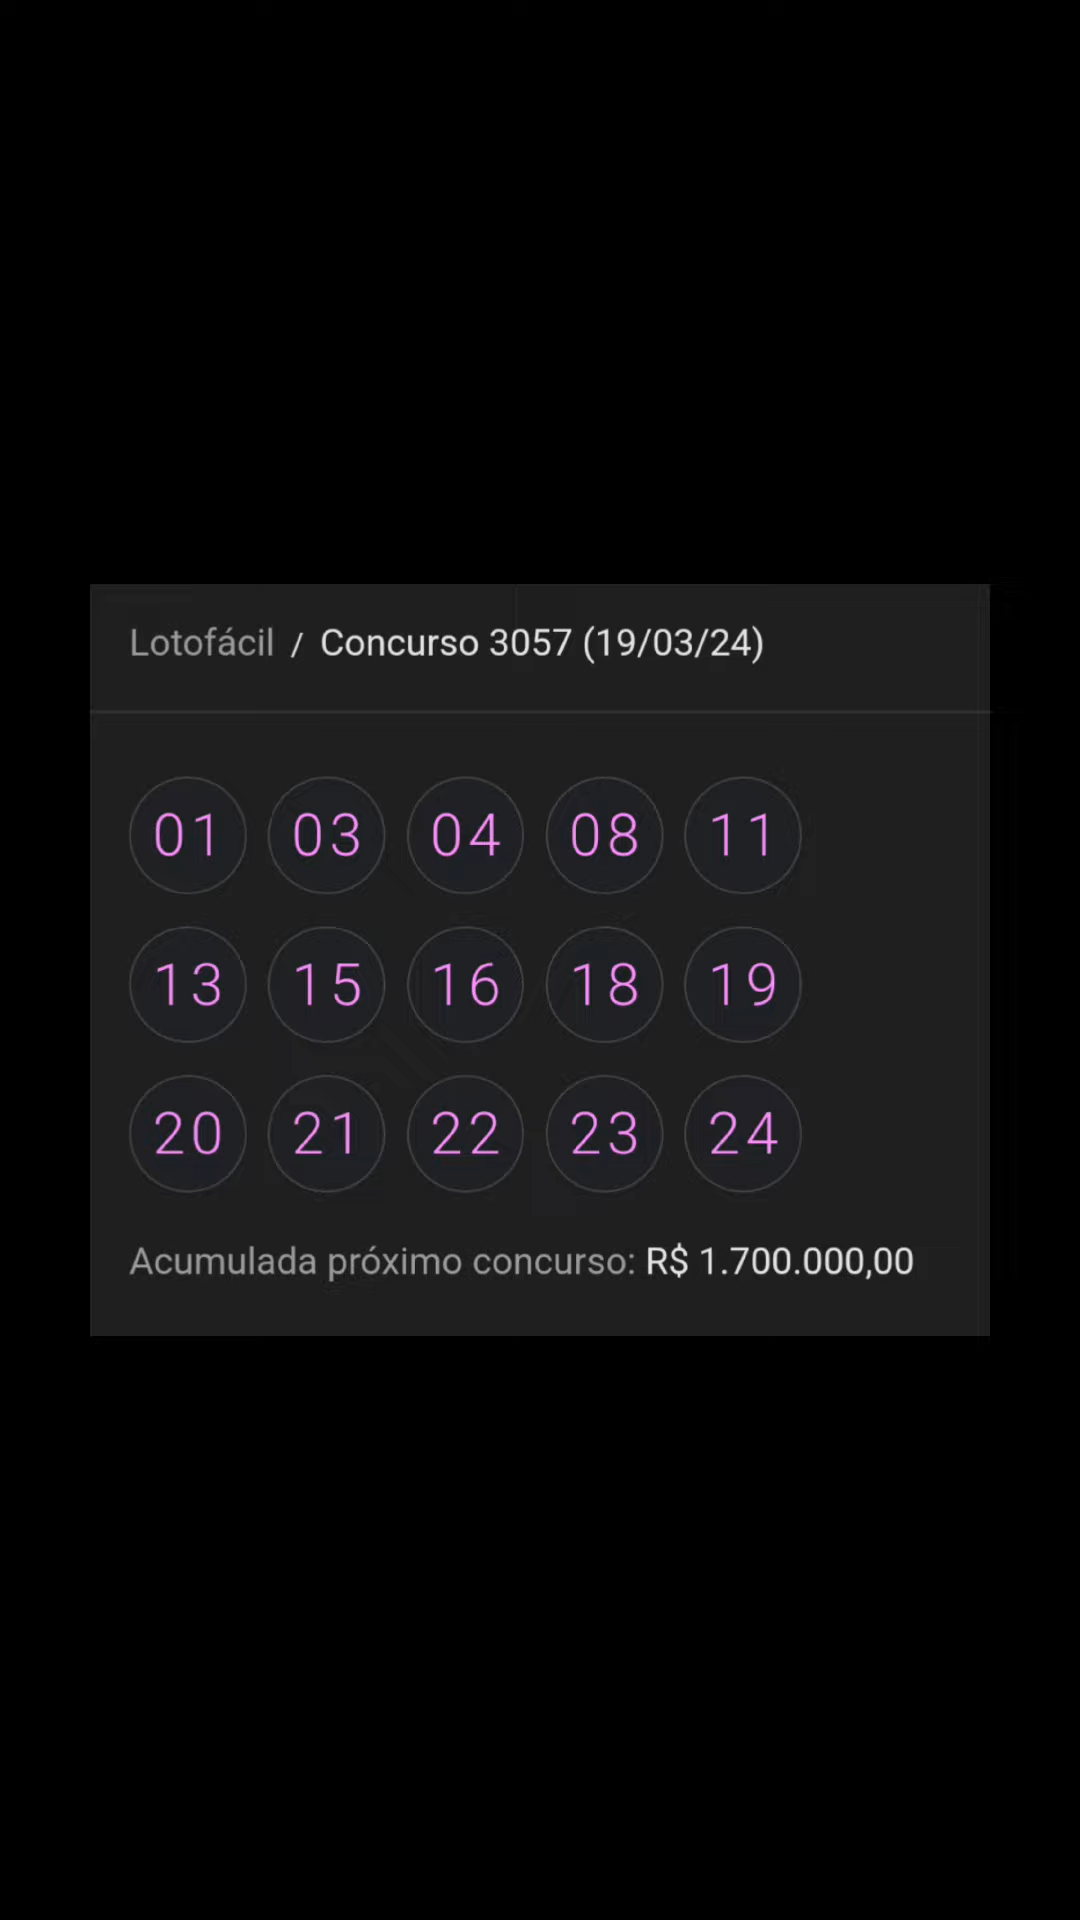 Lotofácil / Concurso 3057 (19/03/24)
01 03 04 08 11
13 15 16 18 19
20 21 22 23 24
Acumulada próximo concurso: R$ 1.700.000,00